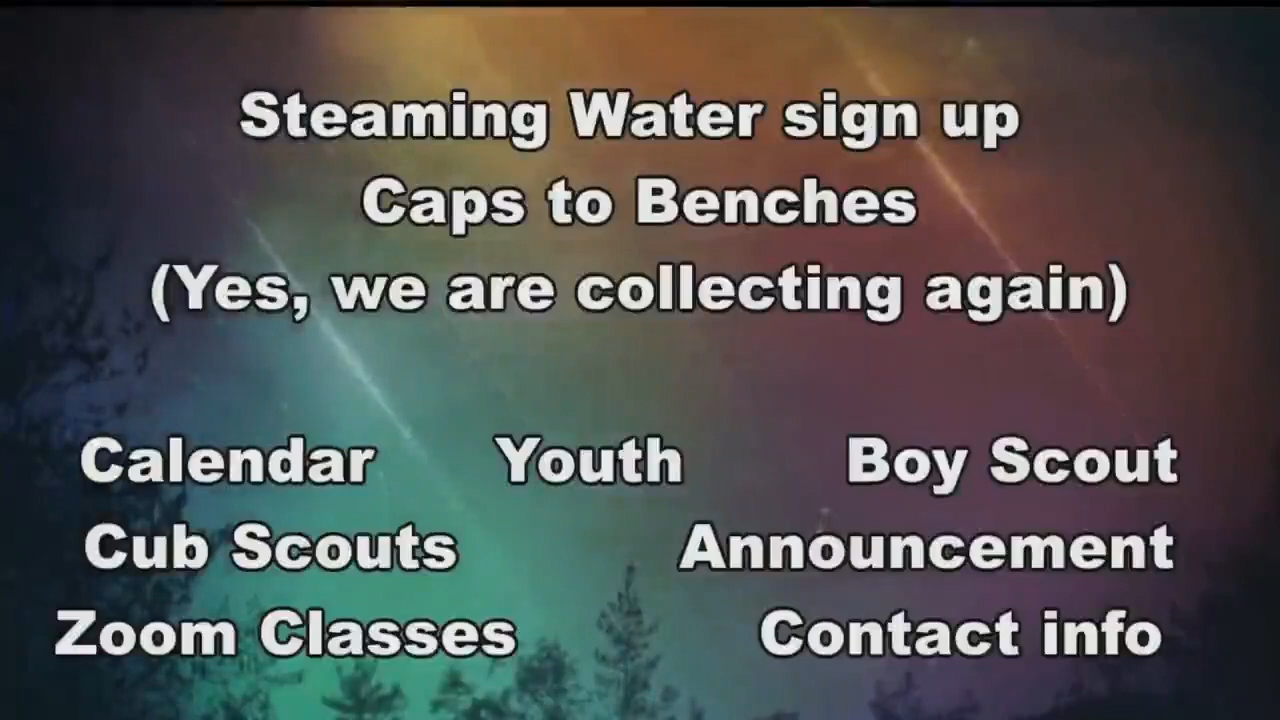 Steaming Water sign up
Caps to Benches
(Yes, we are collecting again)
Calendar Youth Boy Scout
Cub Scouts Announcement
Zoom Classes Contact info